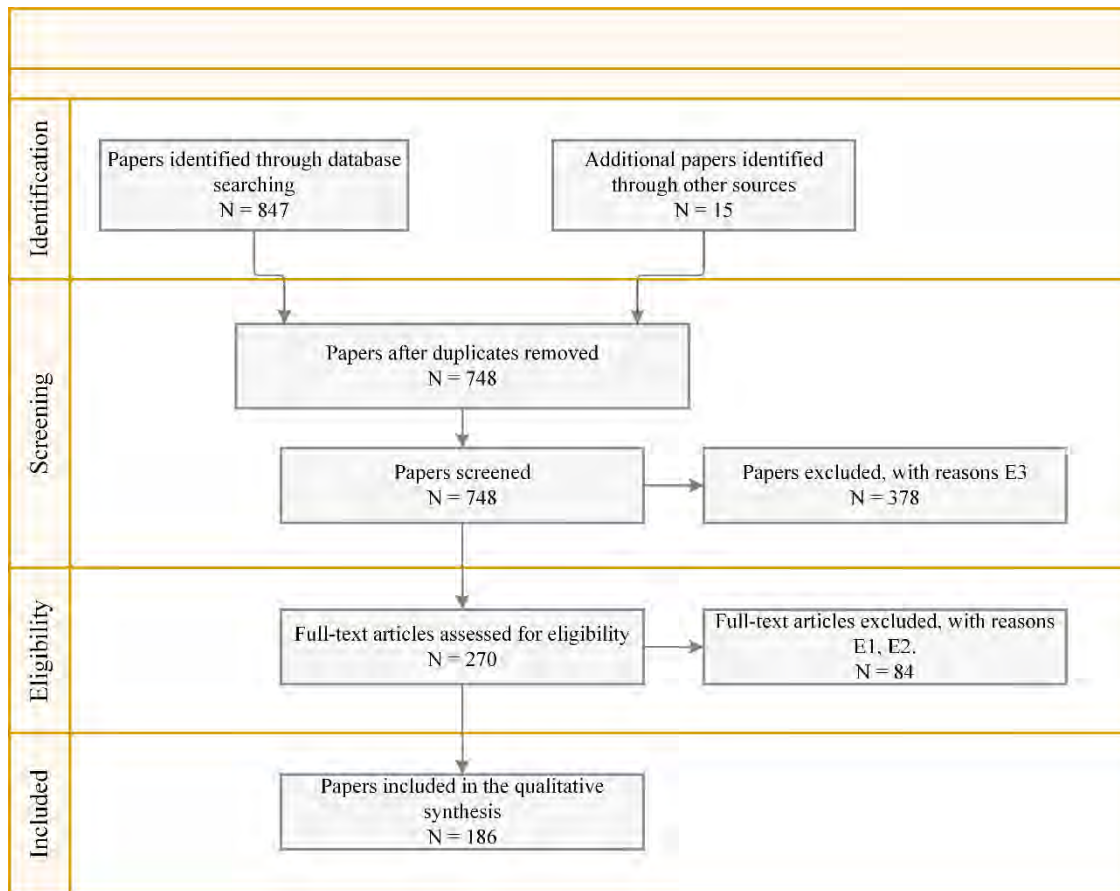 Identification
Papers identified through database
searching
N = 847
Additional papers identified
through other sources
N = 15
Screening
Papers after duplicates removed
N = 748
Papers screened
N = 748
Papers excluded, with reasons E3
N = 378
Eligibility
Full-text articles assessed for eligibility
N = 270
Full-text articles excluded, with reasons
E1, E2.
N = 84
Included
Papers included in the qualitative
synthesis
N = 186